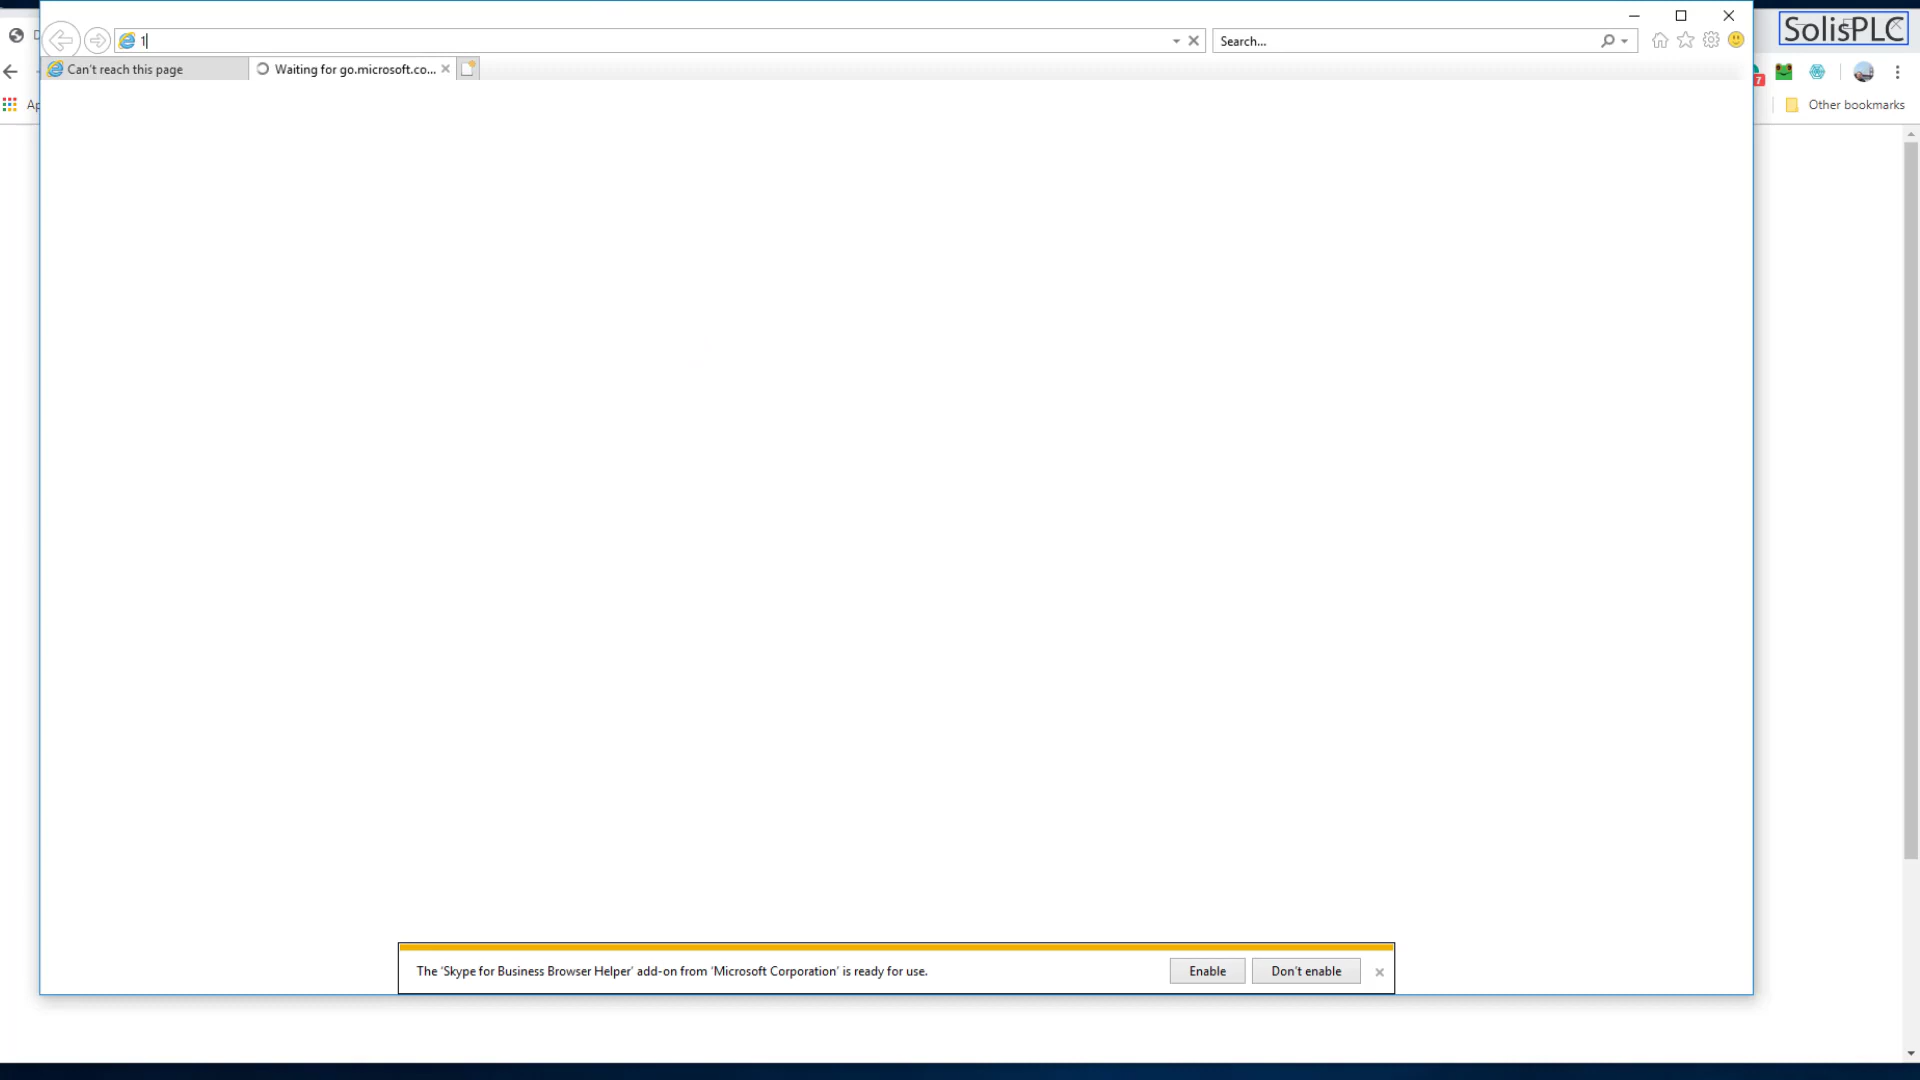 SolisPLC
1
Search...
Can't reach this page
Waiting for go.microsoft.co...
7
Other bookmarks
The 'Skype for Business Browser Helper' add-on from 'Microsoft Corporation' is ready for use.
Enable
Don't enable